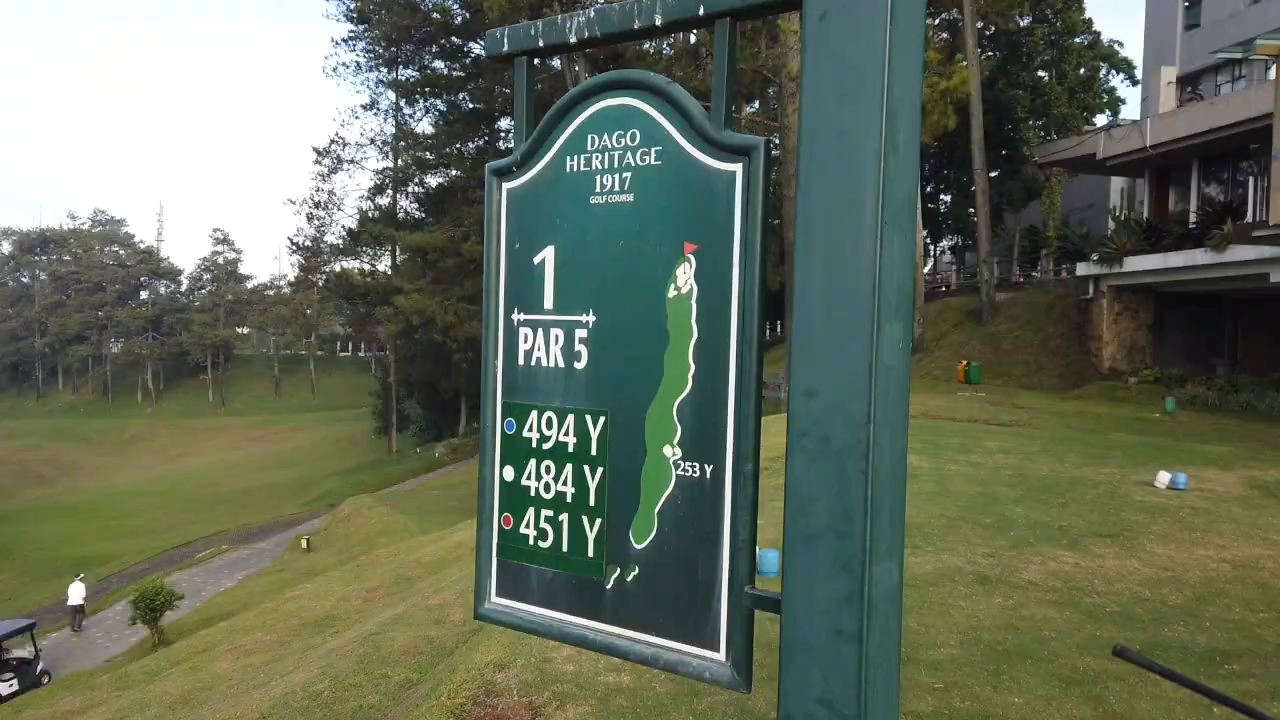 DAGO
HERITAGE
1917
GOLF COURSE
1
PAR 5
494 Y
484 Y
451 Y
253 Y